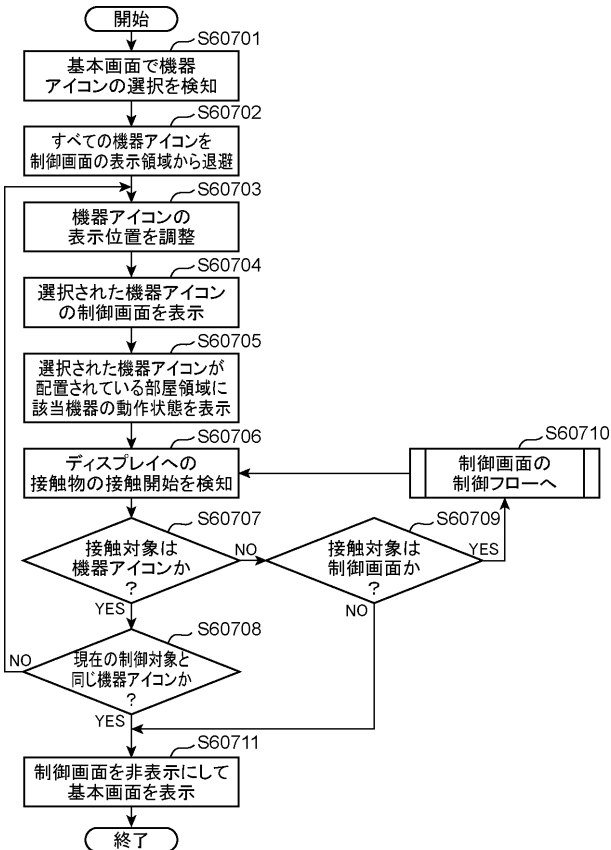 開始
S60701
基本画面で機器
アイコンの選択を検知
S60702
すべての機器アイコンを
制御画面の表示領域から退避
S60703
機器アイコンの
表示位置を調整
S60704
選択された機器アイコン
の制御画面を表示
S60705
選択された機器アイコンが
配置されている部屋領域に
該当機器の動作状態を表示
S60706
ディスプレイへの
接触物の接触開始を検知
S60710
制御画面の
制御フローへ
S60707
接触対象は
機器アイコンか
?
NO
YES
S60709
接触対象は
制御画面か
?
YES
NO
S60708
現在の制御対象と
同じ機器アイコンか
?
NO
YES
S60711
制御画面を非表示にして
基本画面を表示
終了